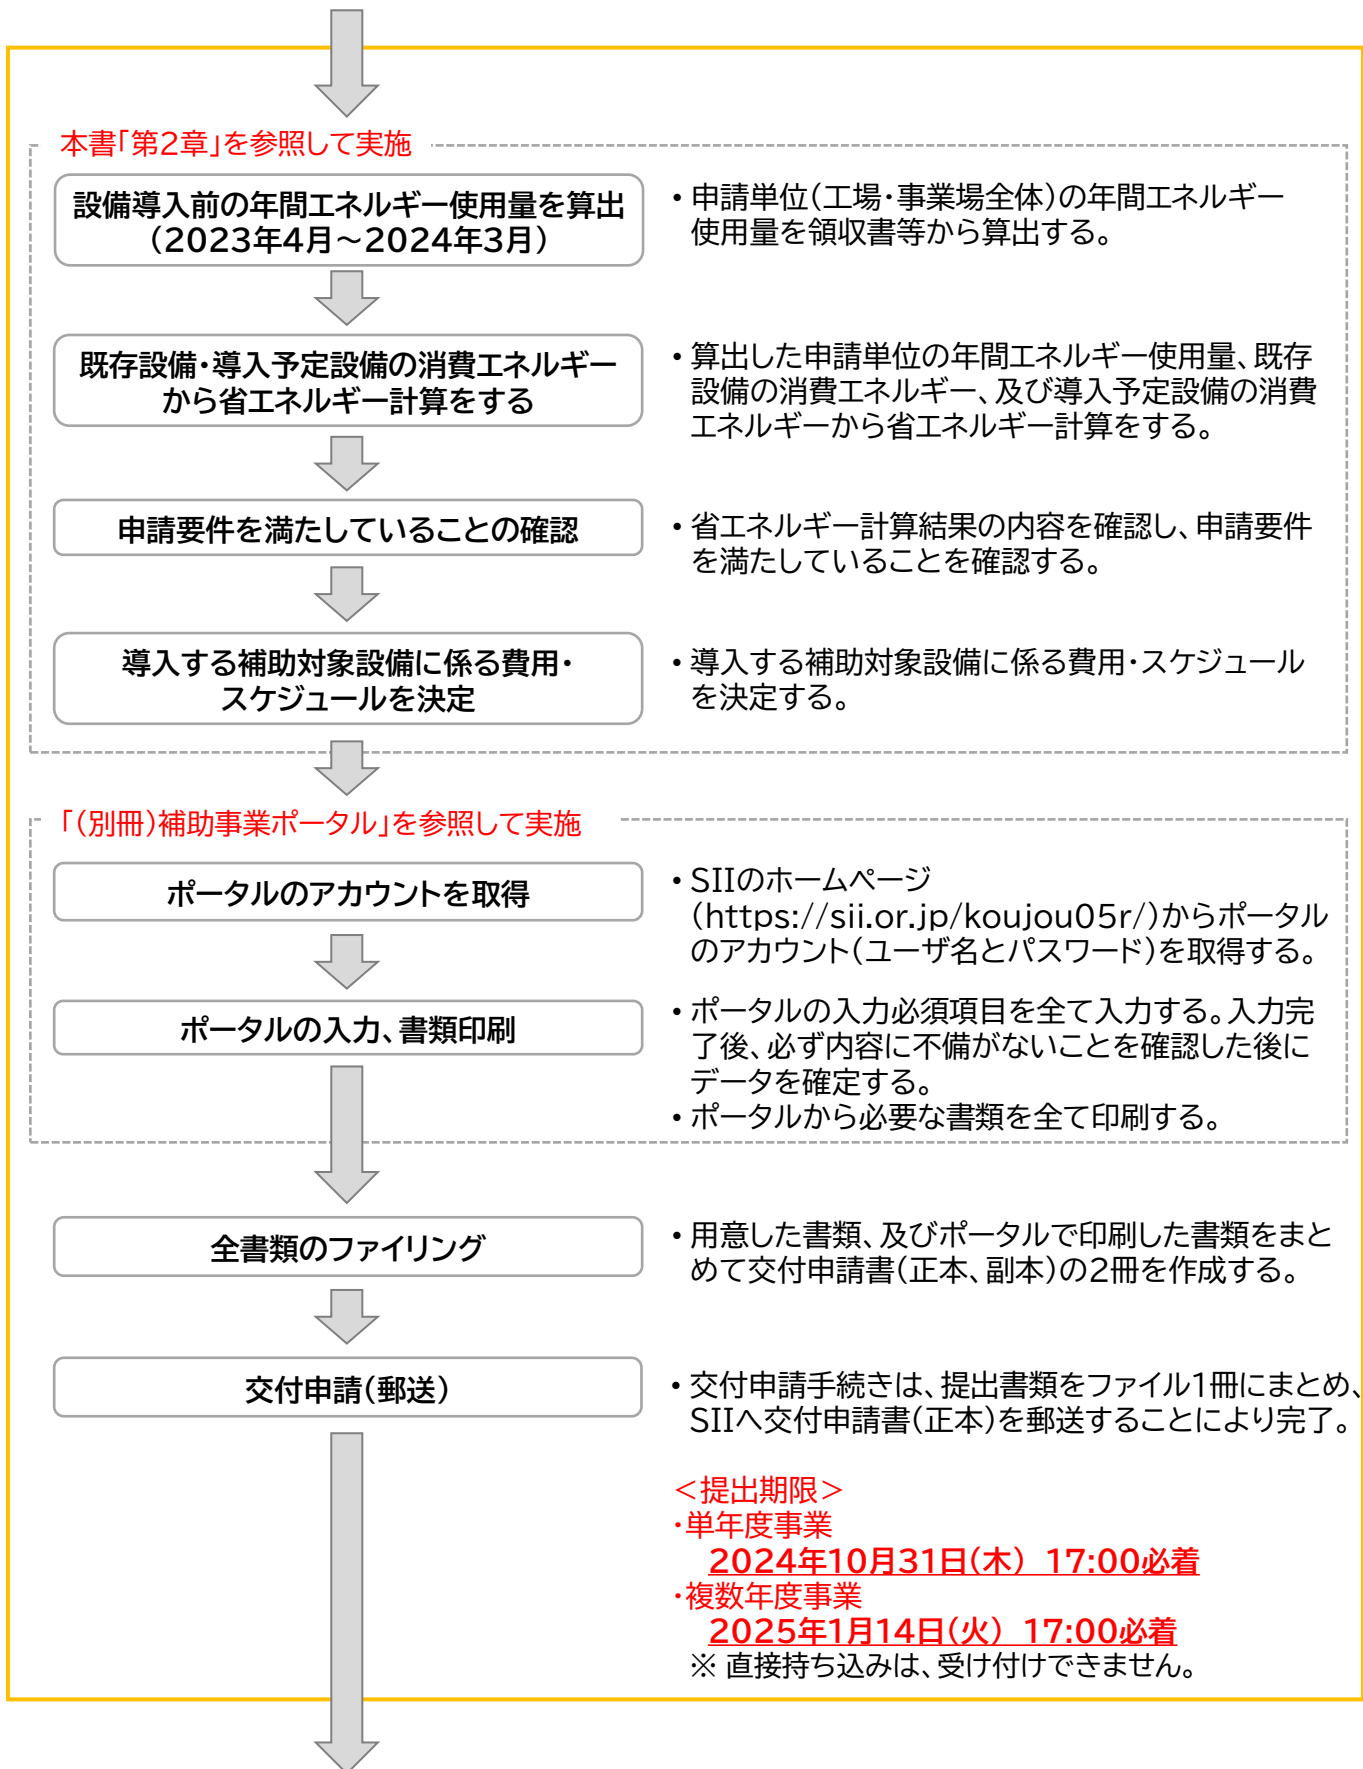 本書「第2章」を参照して実施
設備導入前の年間エネルギー使用量を算出
（2023年4月～2024年3月）
・申請単位（工場・事業場全体）の年間エネルギー
使用量を領収書等から算出する。
既存設備・導入予定設備の消費エネルギー
から省エネルギー計算をする
・算出した申請単位の年間エネルギー使用量、既存
設備の消費エネルギー、及び導入予定設備の消費
エネルギーから省エネルギー計算をする。
申請要件を満たしていることの確認
・省エネルギー計算結果の内容を確認し、申請要件
を満たしていることを確認する。
導入する補助対象設備に係る費用・
スケジュールを決定
・導入する補助対象設備に係る費用・スケジュール
を決定する。
「（別冊）補助事業ポータル」を参照して実施
ポータルのアカウントを取得
・SIIのホームページ
（https://sii.or.jp/koujou05r/）からポータル
のアカウント（ユーザ名とパスワード）を取得する。
ポータルの入力、書類印刷
・ポータルの入力必須項目を全て入力する。入力完
了後、必ず内容に不備がないことを確認した後に
データを確定する。
・ポータルから必要な書類を全て印刷する。
全書類のファイリング
・用意した書類、及びポータルで印刷した書類をまと
めて交付申請書（正本、副本）の2冊を作成する。
交付申請（郵送）
・交付申請手続きは、提出書類をファイル1冊にまとめ、
SIIへ交付申請書（正本）を郵送することにより完了。
＜提出期限＞
・単年度事業
2024年10月31日（木） 17:00必着
・複数年度事業
2025年1月14日（火） 17:00必着
※ 直接持ち込みは、受け付けできません。